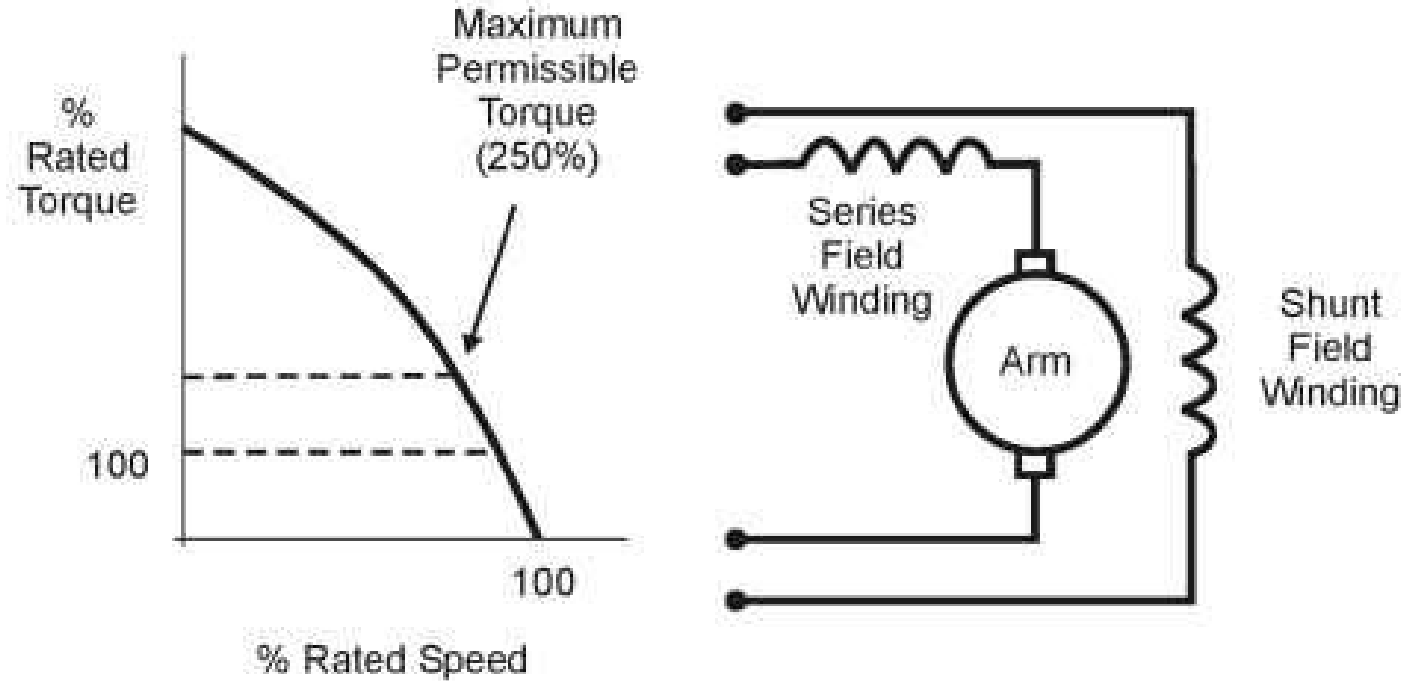 Maximum
Permissible
Torque
(250%)
%
Rated
Torque
100
100
% Rated Speed
Series
Field
Winding
Arm
Shunt
Field
Winding